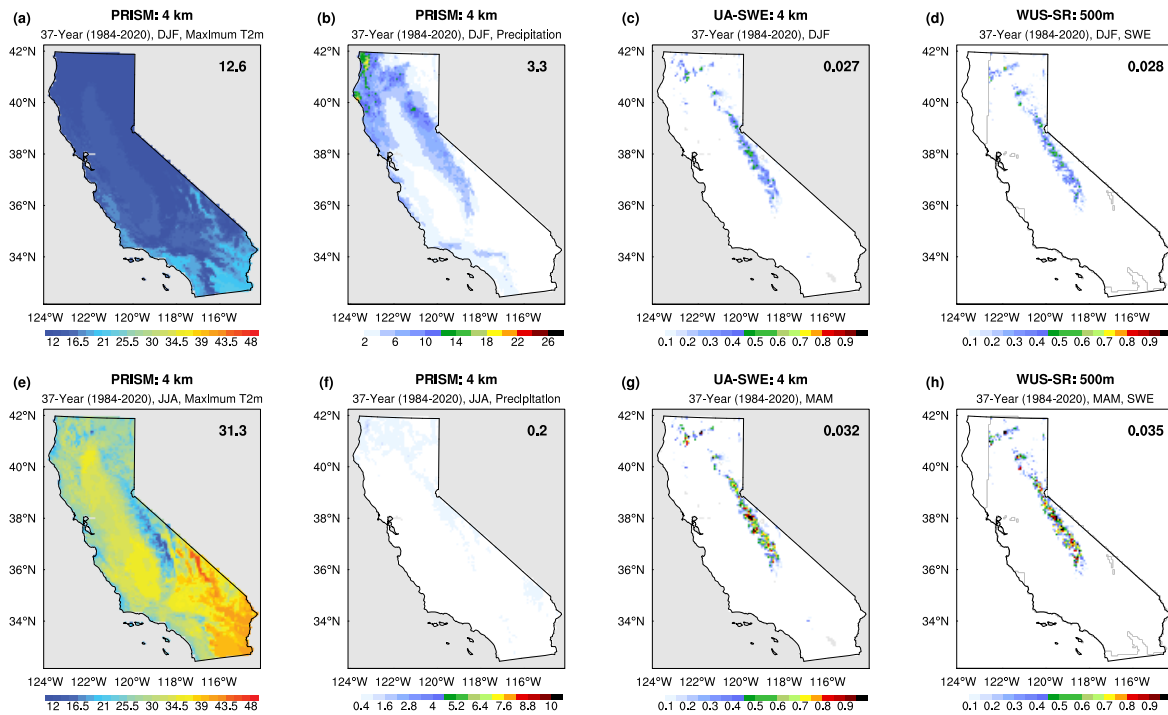 (a) PRISM: 4 km
37-Year (1984-2020), DJF, Maximum T2m
12.6
42°N
40°N
38°N
36°N
34°N
124°W 122°W 120°W 118°W 116°W
12 16.5 21 25.5 30 34.5 39 43.5 48
(b) PRISM: 4 km
37-Year (1984-2020), DJF, Precipitation
3.3
42°N
40°N
38°N
36°N
34°N
124°W 122°W 120°W 118°W 116°W
2 6 10 14 18 22 26
(c) UA-SWE: 4 km
37-Year (1984-2020), DJF
0.027
42°N
40°N
38°N
36°N
34°N
124°W 122°W 120°W 118°W 116°W
0.1 0.2 0.3 0.4 0.5 0.6 0.7 0.8 0.9
(d) WUS-SR: 500m
37-Year (1984-2020), DJF, SWE
0.028
42°N
40°N
38°N
36°N
34°N
124°W 122°W 120°W 118°W 116°W
0.1 0.2 0.3 0.4 0.5 0.6 0.7 0.8 0.9
(e) PRISM: 4 km
37-Year (1984-2020), JJA, Maximum T2m
31.3
42°N
40°N
38°N
36°N
34°N
124°W 122°W 120°W 118°W 116°W
12 16.5 21 25.5 30 34.5 39 43.5 48
(f) PRISM: 4 km
37-Year (1984-2020), JJA, Precipitation
0.2
42°N
40°N
38°N
36°N
34°N
124°W 122°W 120°W 118°W 116°W
0.4 1.6 2.8 4 5.2 6.4 7.6 8.8 10
(g) UA-SWE: 4 km
37-Year (1984-2020), MAM
0.032
42°N
40°N
38°N
36°N
34°N
124°W 122°W 120°W 118°W 116°W
0.1 0.2 0.3 0.4 0.5 0.6 0.7 0.8 0.9
(h) WUS-SR: 500m
37-Year (1984-2020), MAM, SWE
0.035
42°N
40°N
38°N
36°N
34°N
124°W 122°W 120°W 118°W 116°W
0.1 0.2 0.3 0.4 0.5 0.6 0.7 0.8 0.9